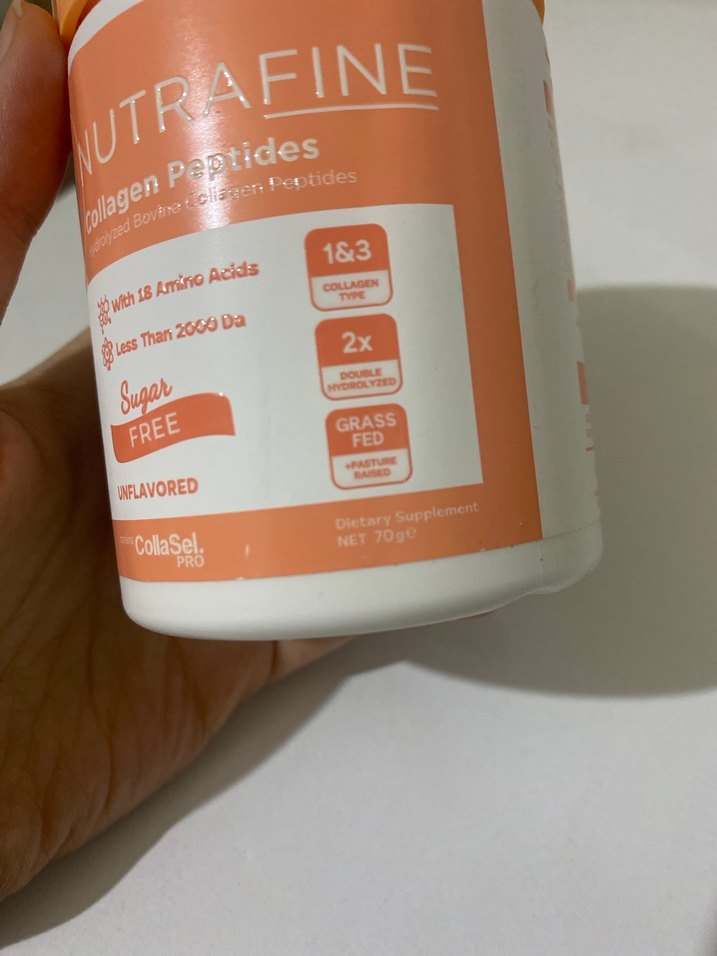 NUTRAFINE
Collagen Peptides
Hydrolyzed Bovine Collagen Peptides
With 18 Amino Acids
Less Than 2000 Da
Sugar
FREE
UNFLAVORED
1&3
COLLAGEN
TYPE
2x
DOUBLE
HYDROLYZED
GRASS
FED
+PASTURE
RAISED
CollaSel.
PRO
Dietary Supplement
NET 70g℮